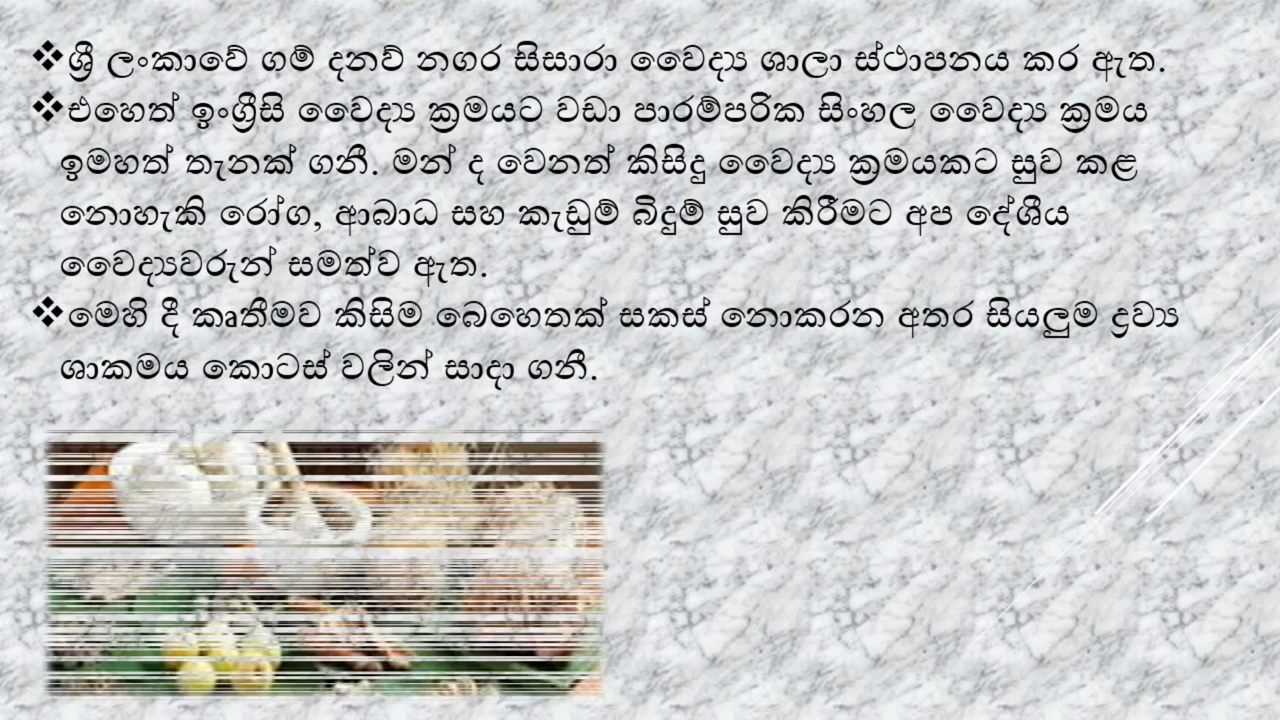 ❖ශ්‍රී ලංකාවේ ගම් දනව් නගර සිසාරා වෛද්‍ය ශාලා ස්ථාපනය කර ඇත.
❖එහෙත් ඉංග්‍රීසි වෛද්‍ය ක්‍රමයට වඩා පාරම්පරික සිංහල වෛද්‍ය ක්‍රමය
ඉමහත් තැනක් ගනී. මන් ද වෙනත් කිසිදු වෛද්‍ය ක්‍රමයකට සුව කළ
නොහැකි රෝග, ආබාධ සහ කැඩුම් බිදුම් සුව කිරීමට අප දේශීය
වෛද්‍යවරුන් සමත්ව ඇත.
❖මෙහි දී කෘතීමව කිසිම බෙහෙතක් සකස් නොකරන අතර සියලුම ද්‍රව්‍ය
ශාකමය කොටස් වලින් සාදා ගනී.